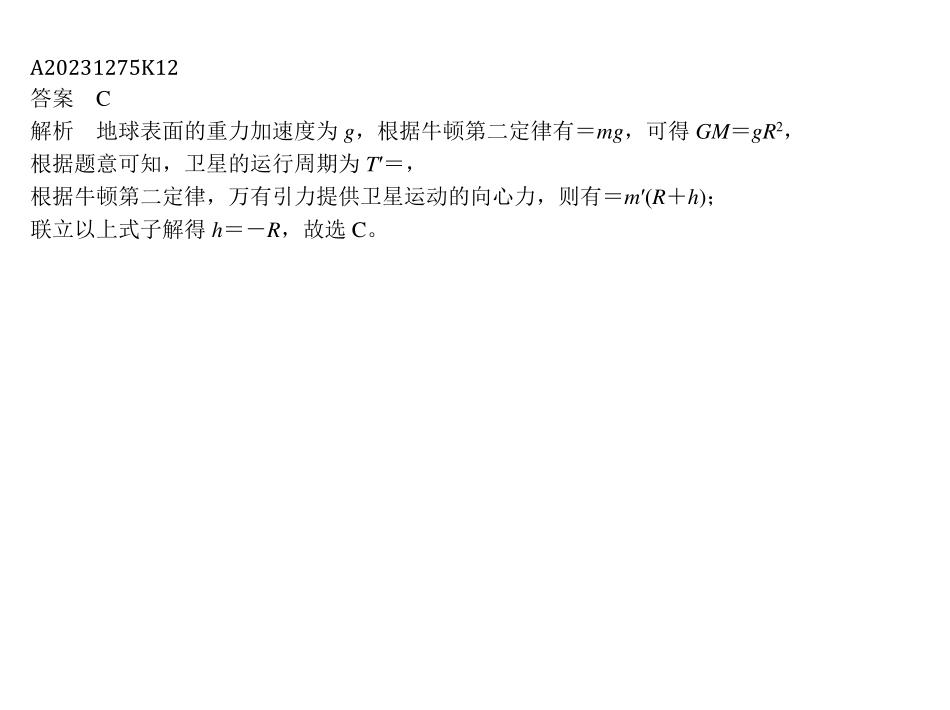 A20231275K12
答案　C
解析　地球表面的重力加速度为 g，根据牛顿第二定律有＝mg，可得 GM＝gR²，
根据题意可知，卫星的运行周期为 T′＝，
根据牛顿第二定律，万有引力提供卫星运动的向心力，则有＝m′(R＋h)；
联立以上式子解得 h＝－R，故选 C。